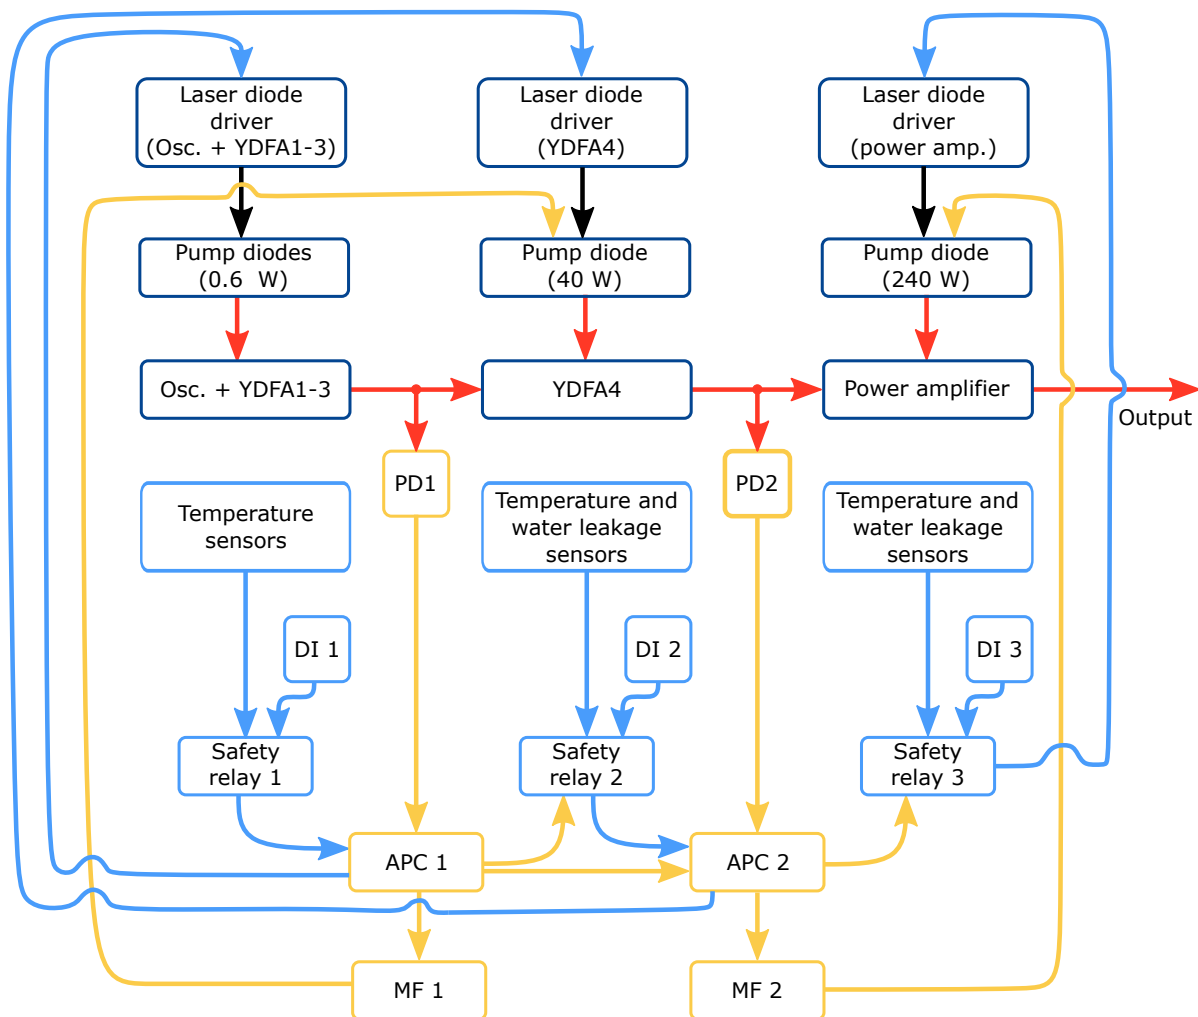 Laser diode
driver
(Osc. + YDFA1-3)
Laser diode
driver
(YDFA4)
Laser diode
driver
(power amp.)
Pump diodes
(0.6  W)
Pump diode
(40 W)
Pump diode
(240 W)
Osc. + YDFA1-3
YDFA4
Power amplifier
Output
PD1
PD2
Temperature
sensors
Temperature and
water leakage
sensors
Temperature and
water leakage
sensors
DI 1
DI 2
DI 3
Safety
relay 1
Safety
relay 2
Safety
relay 3
APC 1
APC 2
MF 1
MF 2